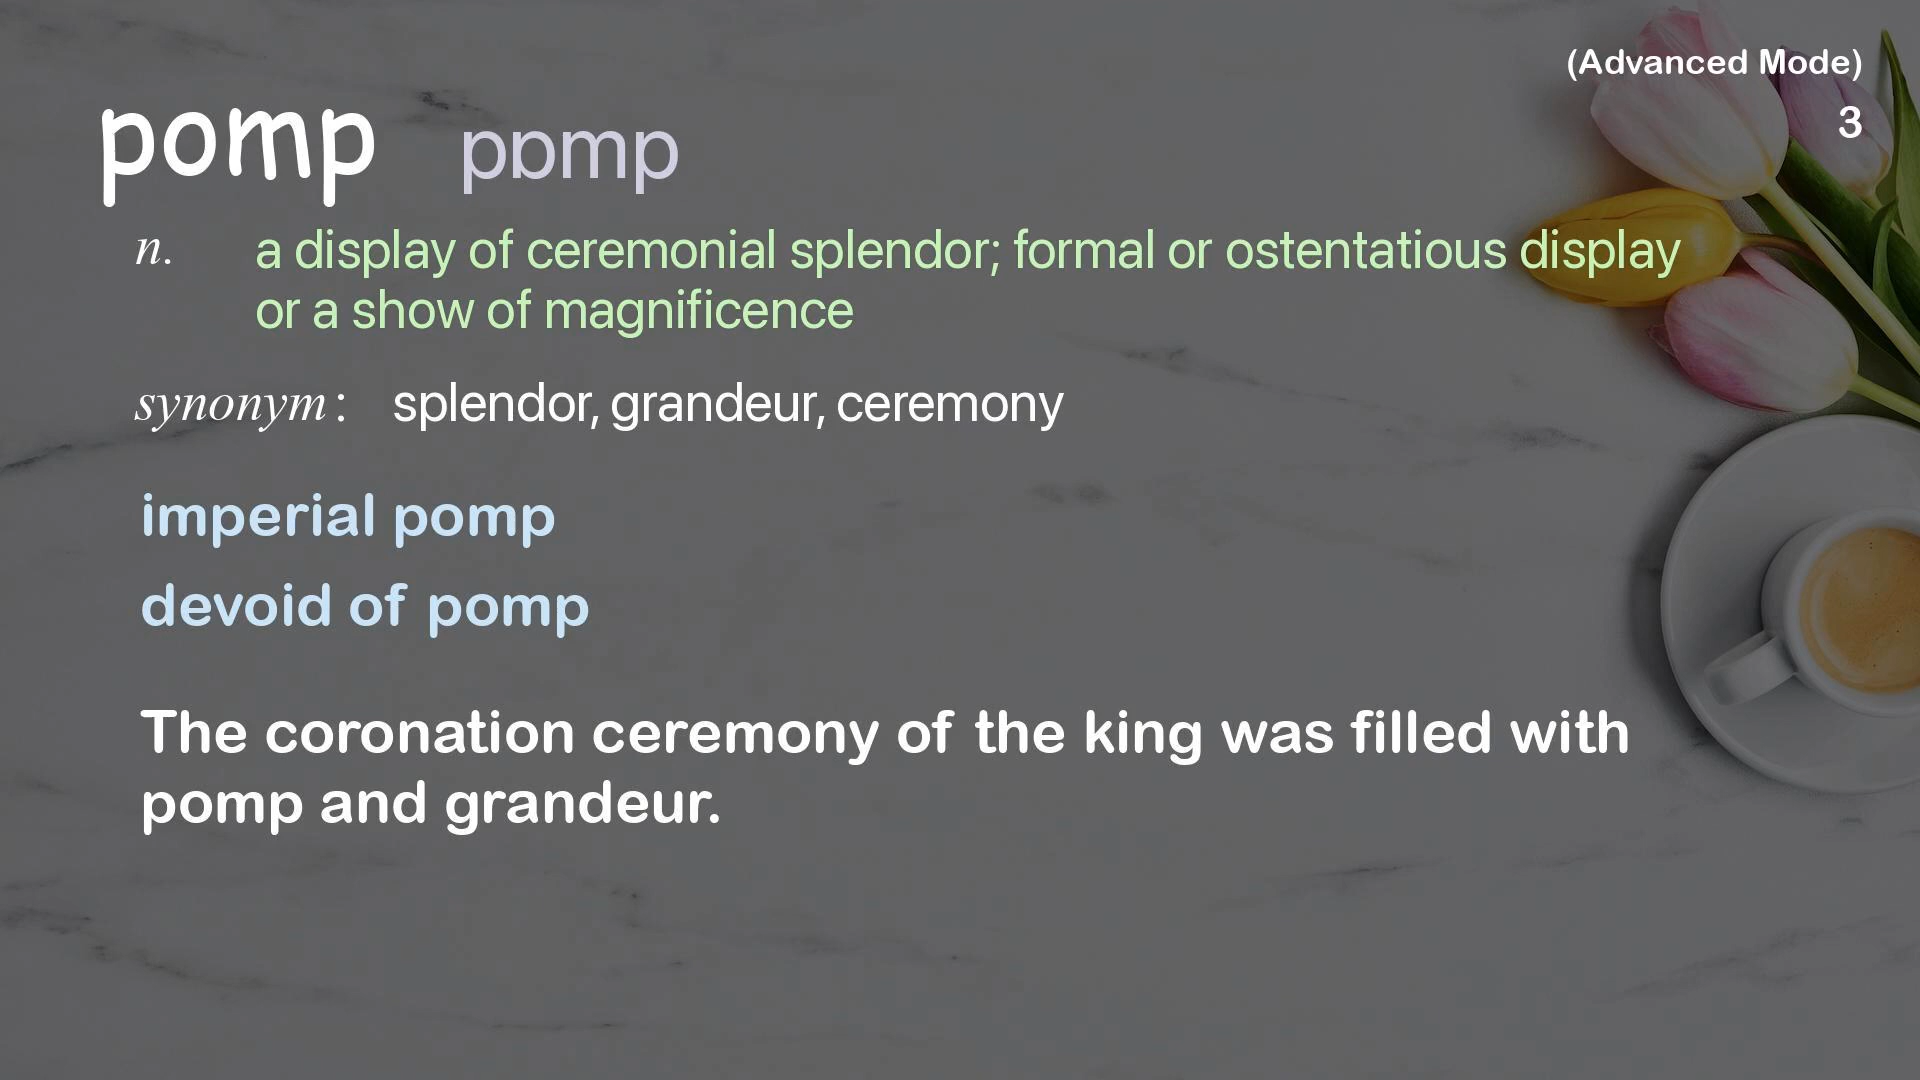 (Advanced Mode)
3
pomp pɒmp
n. a display of ceremonial splendor; formal or ostentatious display
or a show of magnificence
synonym : splendor, grandeur, ceremony
imperial pomp
devoid of pomp
The coronation ceremony of the king was filled with
pomp and grandeur.